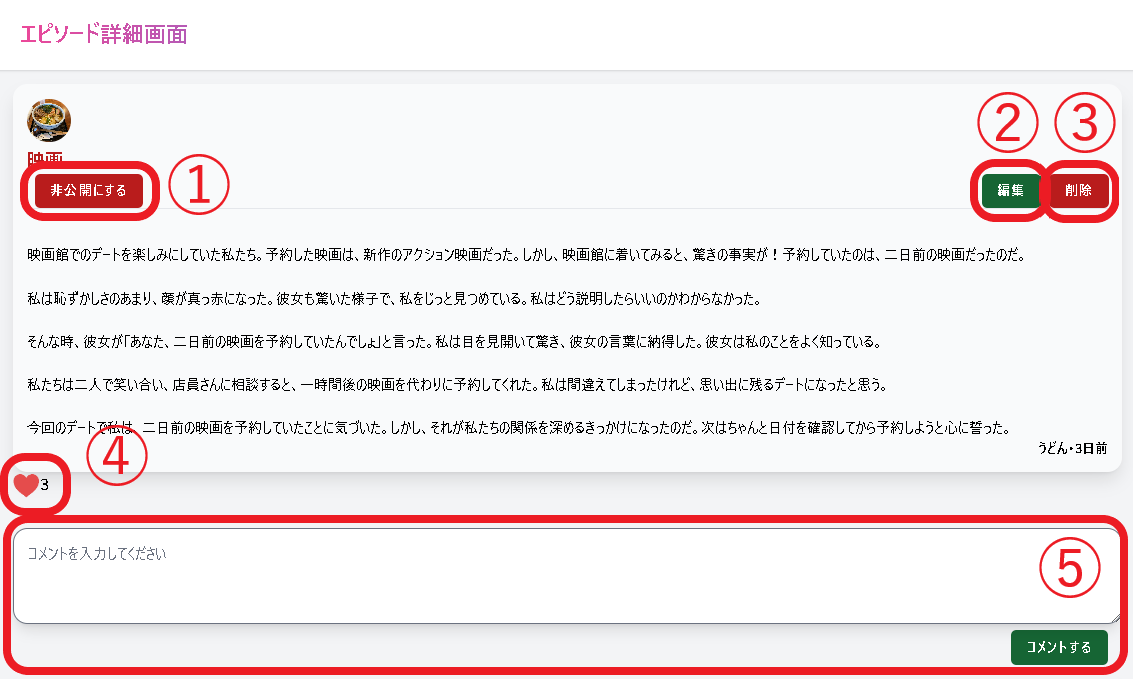 エピソード詳細画面
② ③
映画
非公開にする ① 編集 削除
映画館でのデートを楽しみにしていた私たち。予約した映画は、新作のアクション映画だった。しかし、映画館に着いてみると、驚きの事実が！予約していたのは、二日前の映画だったのだ。
私は恥ずかしさのあまり、顔が真っ赤になった。彼女も驚いた様子で、私をじっと見つめている。私はどう説明したらいいのかわからなかった。
そんな時、彼女が「あなた、二日前の映画を予約していたんでしょ」と言った。私は目を見開いて驚き、彼女の言葉に納得した。彼女は私のことをよく知っている。
私たちは二人で笑い合い、店員さんに相談すると、一時間後の映画を代わりに予約してくれた。私は間違えてしまったけれど、思い出に残るデートになったと思う。
今回のデートで私は、二日前の映画を予約していたことに気づいた。しかし、それが私たちの関係を深めるきっかけになったのだ。次はちゃんと日付を確認してから予約しようと心に誓った。
うどん・3日前
④
3
コメントを入力してください
⑤
コメントする